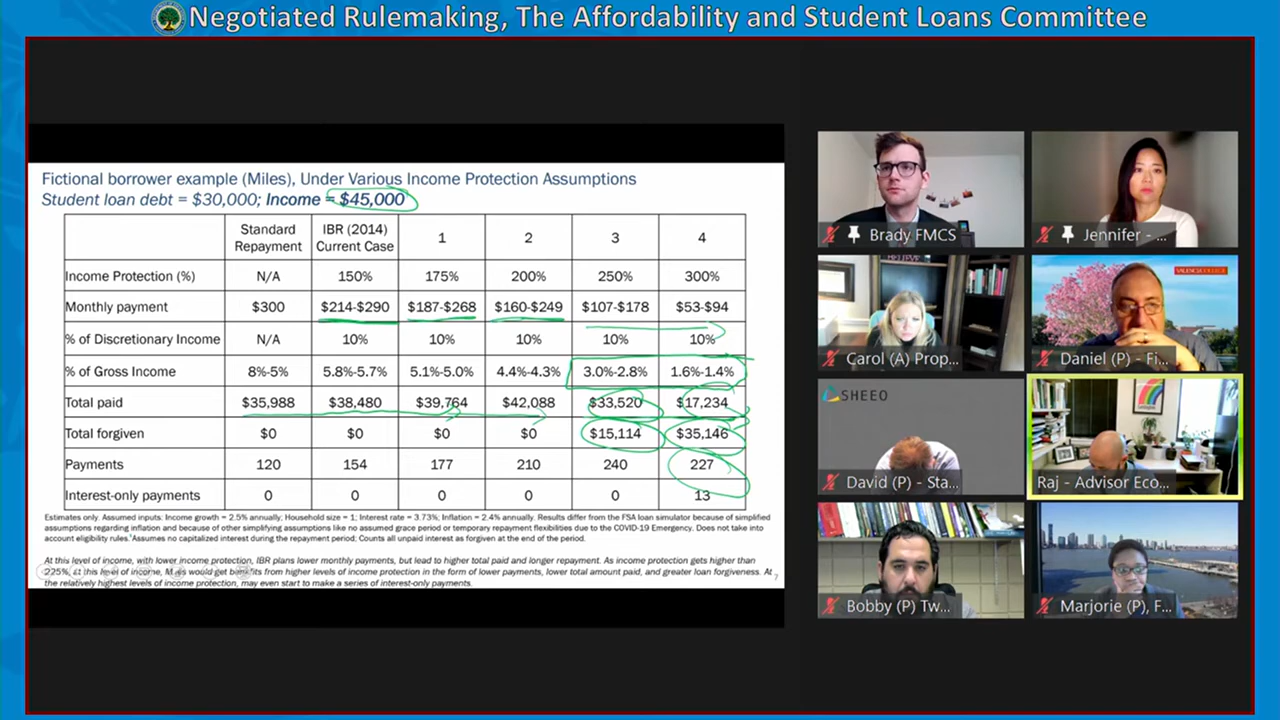 Negotiated Rulemaking, The Affordability and Student Loans Committee
Fictional borrower example (Miles), Under Various Income Protection Assumptions
Student loan debt = $30,000; Income = $45,000
Standard Repayment IBR (2014) Current Case 1 2 3 4
Income Protection (%) N/A 150% 175% 200% 250% 300%
Monthly payment $300 $214-$290 $187-$268 $160-$249 $107-$178 $53-$94
% of Discretionary Income N/A 10% 10% 10% 10% 10%
% of Gross Income 8%-5% 5.8%-5.7% 5.1%-5.0% 4.4%-4.3% 3.0%-2.8% 1.6%-1.4%
Total paid $35,988 $38,480 $39,764 $42,088 $33,520 $17,234
Total forgiven $0 $0 $0 $0 $15,114 $35,146
Payments 120 154 177 210 240 227
Interest-only payments 0 0 0 0 0 13
Estimates only. Assumed inputs. Income growth = 2.5% annually; Household size = 1; Interest rate = 3.73%; Inflation = 2.4% annually. Results differ from the FSA loan simulator because of simplified
assumptions regarding inflation and because of other simplifying assumptions like no assumed grace period or temporary repayment flexibilities due to the COVID-19 Emergency. Does not take into
account eligibility rules.¹Assumes no capitalized interest during the repayment period; Counts all unpaid interest as forgiven at the end of the period.
At this level of income, with lower income protection, IBR plans lower monthly payments, but lead to higher total paid and longer repayment. As income protection gets higher than
225%, at this level of income, Miles would get benefits from higher levels of income protection in the form of lower payments, lower total amount paid, and greater loan forgiveness. At
the relatively highest levels of income protection, may even start to make a series of interest-only payments.
7
Brady FMCS
Jennifer - ...
Carol (A) Prop...
VALENCIA COLLEGE
Daniel (P) - Fi...
SHEEO
David (P) - Sta...
Raj - Advisor Eco...
Bobby (P) Tw...
Marjorie (P), F...